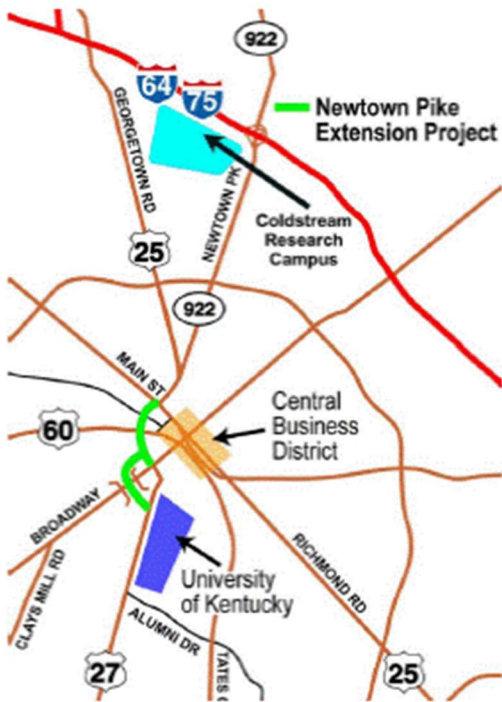 922
64
75
Newtown Pike
Extension Project
GEORGETOWN RD
NEWTOWN PK
Coldstream
Research
Campus
25
922
MAIN ST
Central
Business
District
60
BROADWAY
CLAYS MILL RD
University
of Kentucky
RICHMOND RD
ALUMNI DR
27
TATES
25